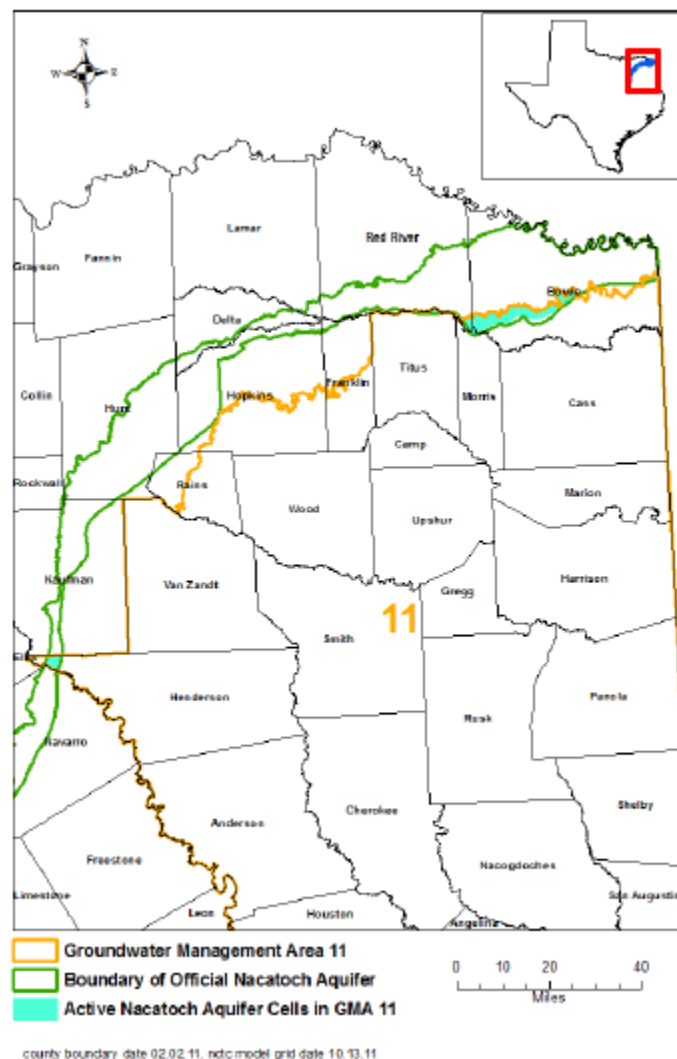 N
W
E
S
Lamar
Red River
Fannin
Grayson
Bowie
Delta
Titus
Collin
Hopkins
Franklin
Hunt
Morris
Cass
Camp
Rockwall
Rains
Marion
Wood
Upshur
Kaufman
Van Zandt
Harrison
Gregg
11
Smith
Henderson
Panola
Rusk
Navarro
Shelby
Anderson
Cherokee
Freestone
Nacogdoches
Limestone
San Augustin
Leon
Houston
Angelina
Groundwater Management Area 11
Boundary of Official Nacatoch Aquifer
Active Nacatoch Aquifer Cells in GMA 11
0 10 20 40
Miles
county boundary date 02.02.11. nctc model grid date 10.13.11